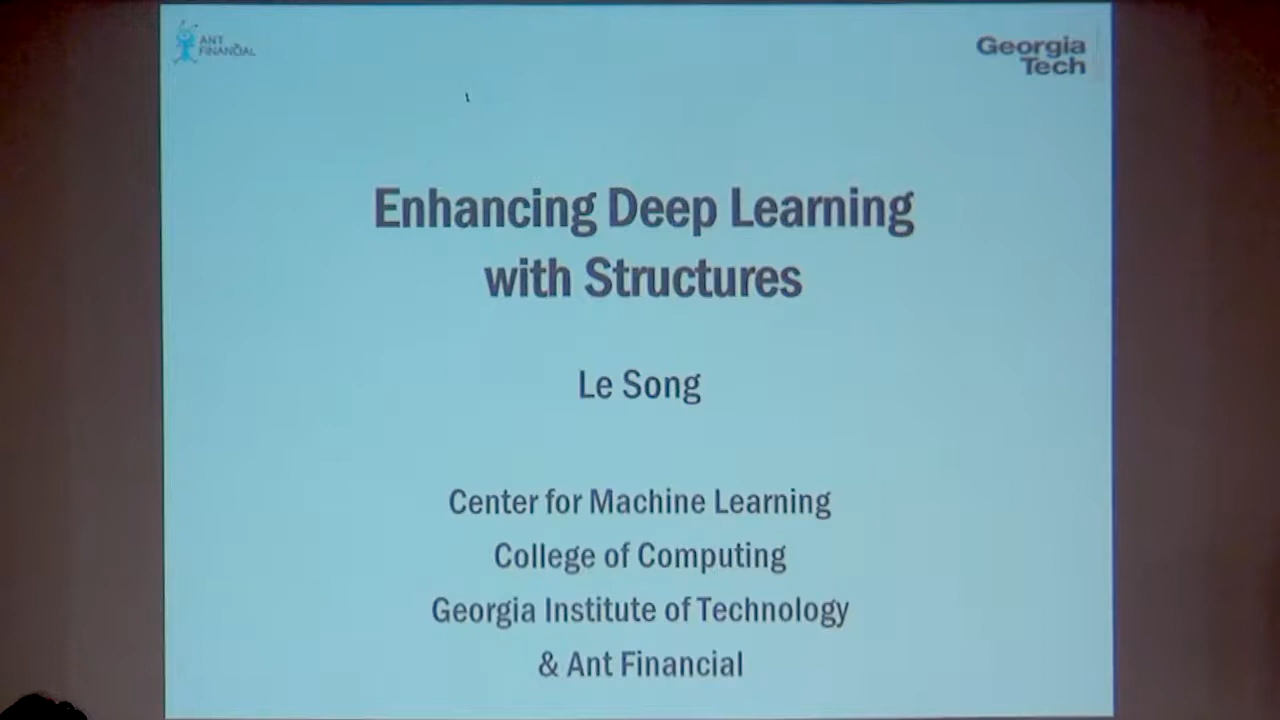 ANT
FINANCIAL
Georgia
Tech
Enhancing Deep Learning
with Structures
Le Song
Center for Machine Learning
College of Computing
Georgia Institute of Technology
& Ant Financial